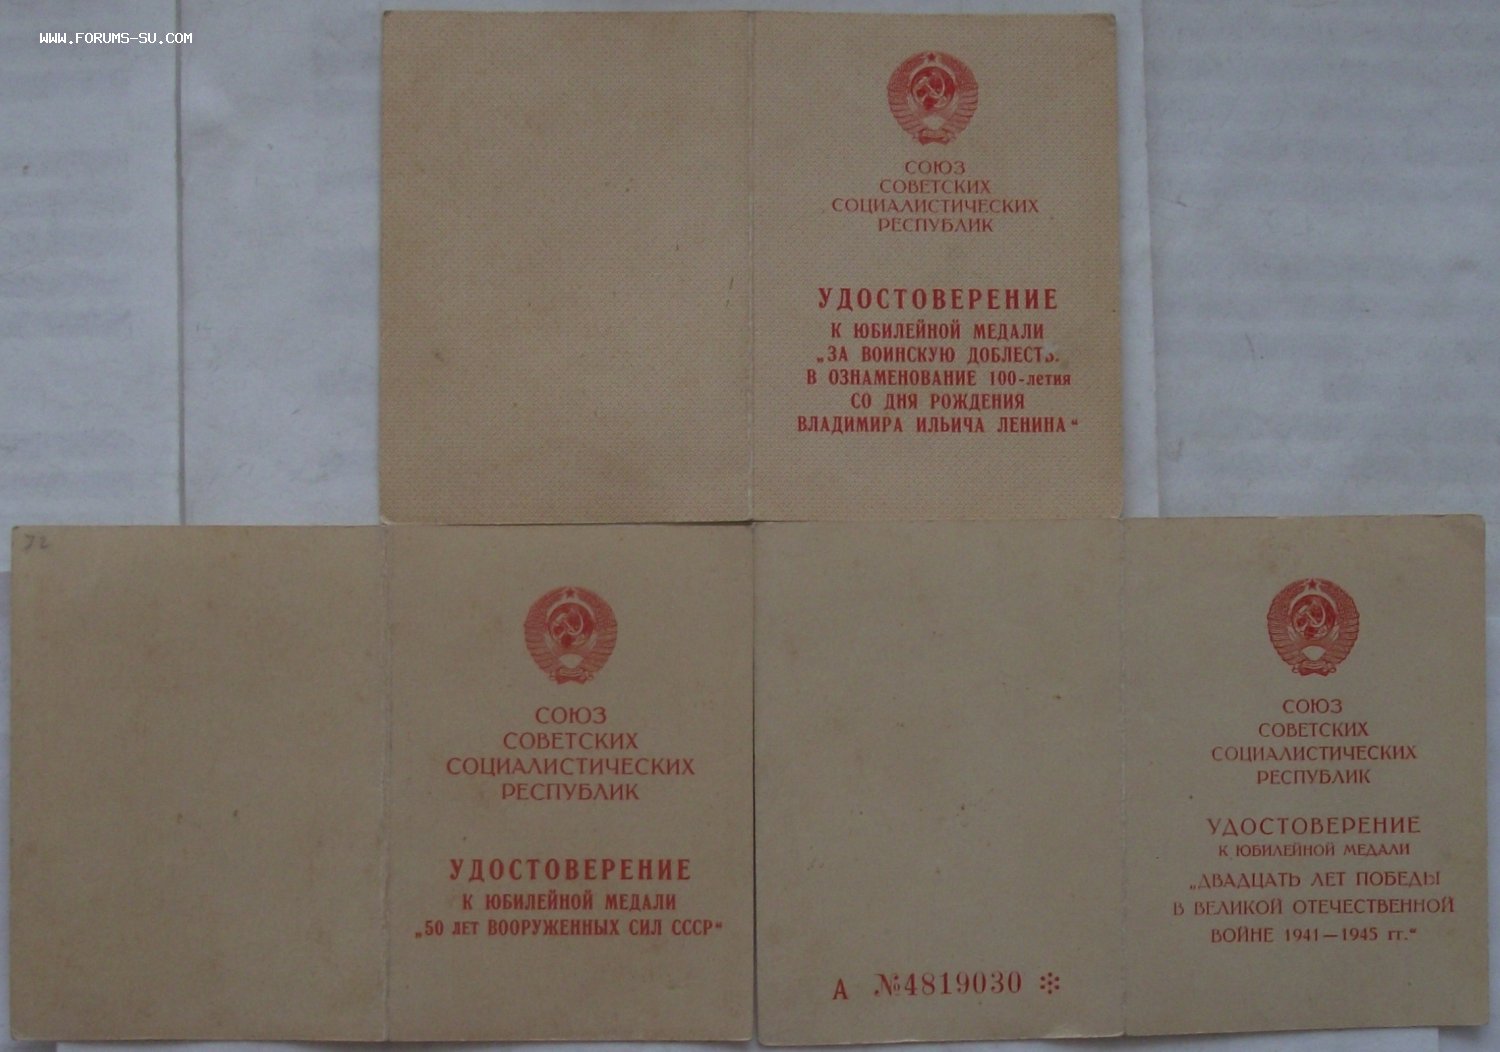 WWW.FORUMS-SU.COM
СОЮЗ
СОВЕТСКИХ
СОЦИАЛИСТИЧЕСКИХ
РЕСПУБЛИК
УДОСТОВЕРЕНИЕ
К ЮБИЛЕЙНОЙ МЕДАЛИ
„ЗА ВОИНСКУЮ ДОБЛЕСТЬ.
В ОЗНАМЕНОВАНИЕ 100-летия
СО ДНЯ РОЖДЕНИЯ
ВЛАДИМИРА ИЛЬИЧА ЛЕНИНА“
72
СОЮЗ
СОВЕТСКИХ
СОЦИАЛИСТИЧЕСКИХ
РЕСПУБЛИК
УДОСТОВЕРЕНИЕ
К ЮБИЛЕЙНОЙ МЕДАЛИ
„50 ЛЕТ ВООРУЖЕННЫХ СИЛ СССР“
А №4819030
СОЮЗ
СОВЕТСКИХ
СОЦИАЛИСТИЧЕСКИХ
РЕСПУБЛИК
УДОСТОВЕРЕНИЕ
К ЮБИЛЕЙНОЙ МЕДАЛИ
„ДВАДЦАТЬ ЛЕТ ПОБЕДЫ
В ВЕЛИКОЙ ОТЕЧЕСТВЕННОЙ
ВОЙНЕ 1941—1945 гг.“